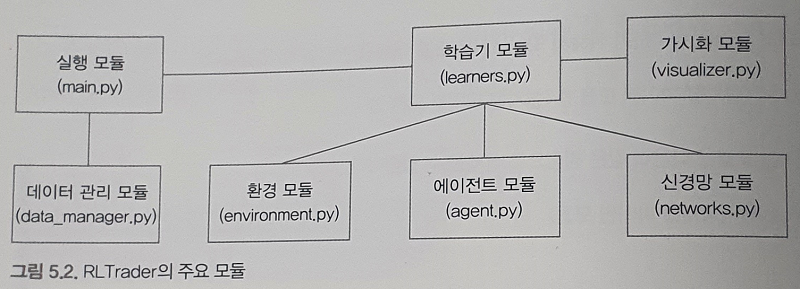 실행 모듈
(main.py)
학습기 모듈
(learners.py)
가시화 모듈
(visualizer.py)
데이터 관리 모듈
(data_manager.py)
환경 모듈
(environment.py)
에이전트 모듈
(agent.py)
신경망 모듈
(networks.py)
그림 5.2. RLTrader의 주요 모듈